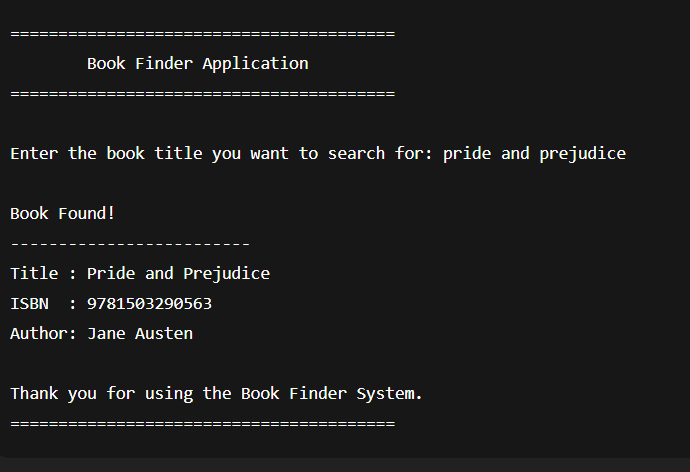 ========================================
        Book Finder Application
========================================
Enter the book title you want to search for: pride and prejudice
Book Found!
-------------------------
Title : Pride and Prejudice
ISBN  : 9781503290563
Author: Jane Austen
Thank you for using the Book Finder System.
========================================